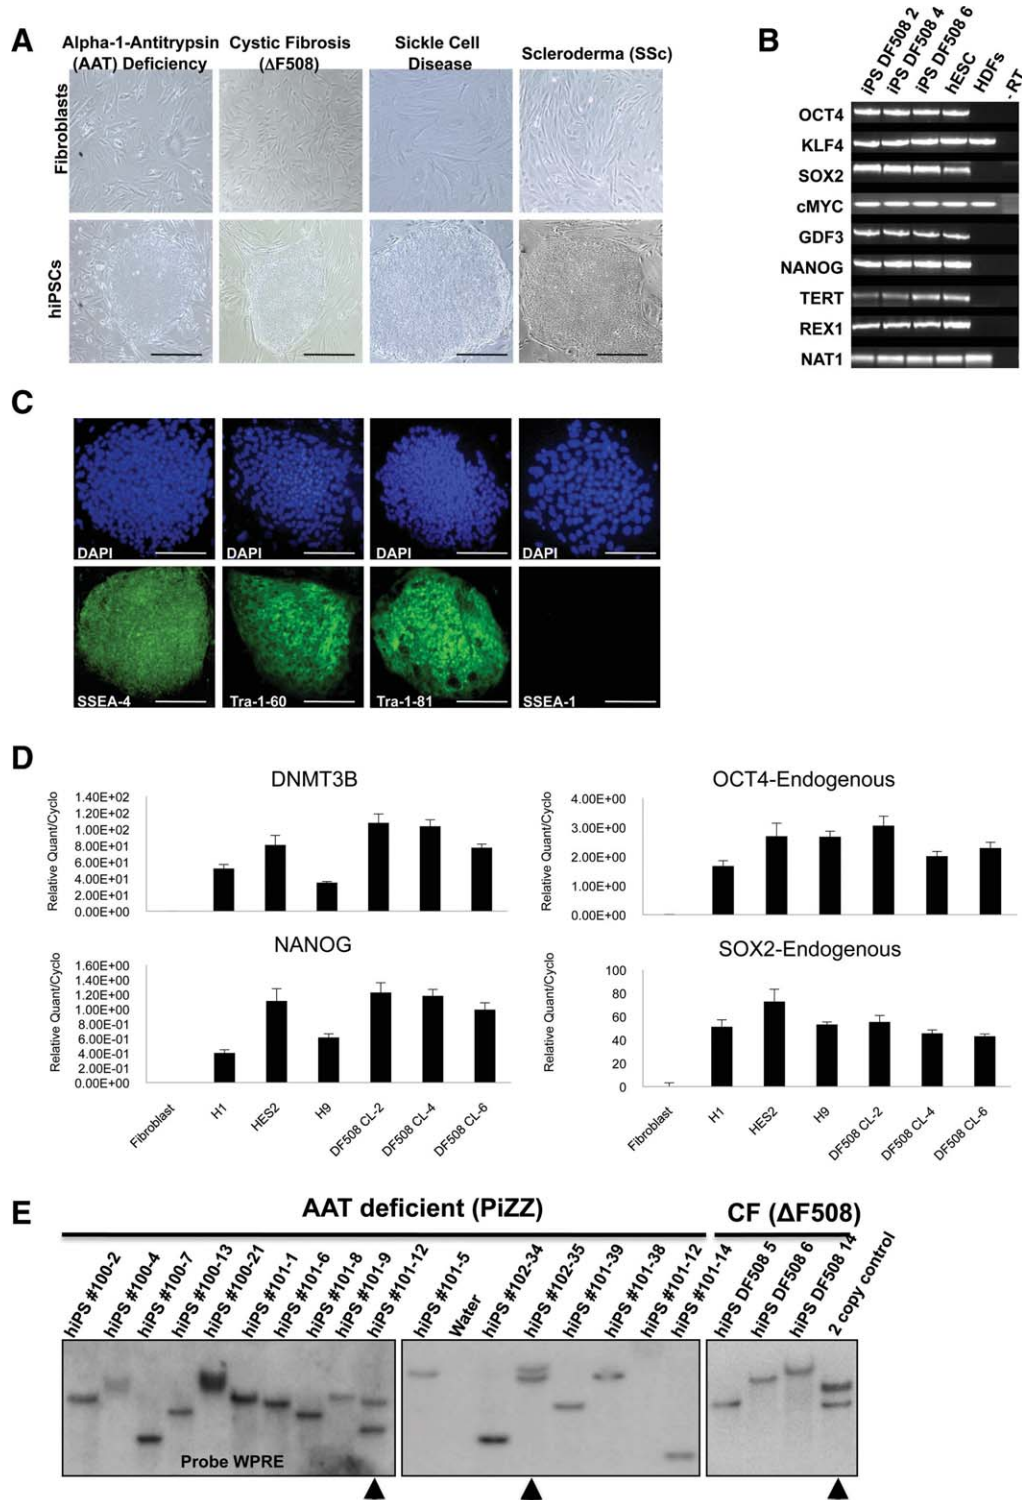 A
Alpha-1-Antitrypsin
(AAT) Deficiency
Cystic Fibrosis
(ΔF508)
Sickle Cell
Disease
Scleroderma (SSc)
Fibroblasts
hiPSCs
B
iPS DF508 2
iPS DF508 4
iPS DF508 6
hESC
HDFs
- RT
OCT4
KLF4
SOX2
cMYC
GDF3
NANOG
TERT
REX1
NAT1
C
DAPI
DAPI
DAPI
DAPI
SSEA-4
Tra-1-60
Tra-1-81
SSEA-1
D
DNMT3B
Relative Quant/Cyclo
1.40E+02
1.20E+02
1.00E+02
8.00E+01
6.00E+01
4.00E+01
2.00E+01
0.00E+00
OCT4-Endogenous
Relative Quant/Cyclo
4.00E+00
3.00E+00
2.00E+00
1.00E+00
0.00E+00
NANOG
Relative Quant/Cyclo
1.60E+00
1.40E+00
1.20E+00
1.00E+00
8.00E-01
6.00E-01
4.00E-01
2.00E-01
0.00E+00
Fibroblast
H1
HES2
H9
DF508 CL-2
DF508 CL-4
DF508 CL-6
SOX2-Endogenous
Relative Quant/Cyclo
100
80
60
40
20
0
Fibroblast
H1
HES2
H9
DF508 CL-2
DF508 CL-4
DF508 CL-6
E
AAT deficient (PiZZ)
CF (ΔF508)
hiPS #100-2
hiPS #100-4
hiPS #100-7
hiPS #100-13
hiPS #100-21
hiPS #101-1
hiPS #101-6
hiPS #101-8
hiPS #101-9
hiPS #101-12
hiPS #101-5
Water
hiPS #102-34
hiPS #102-35
hiPS #101-39
hiPS #101-38
hiPS #101-12
hiPS #101-14
hiPS DF508 5
hiPS DF508 6
hiPS DF508 14
2 copy control
Probe WPRE